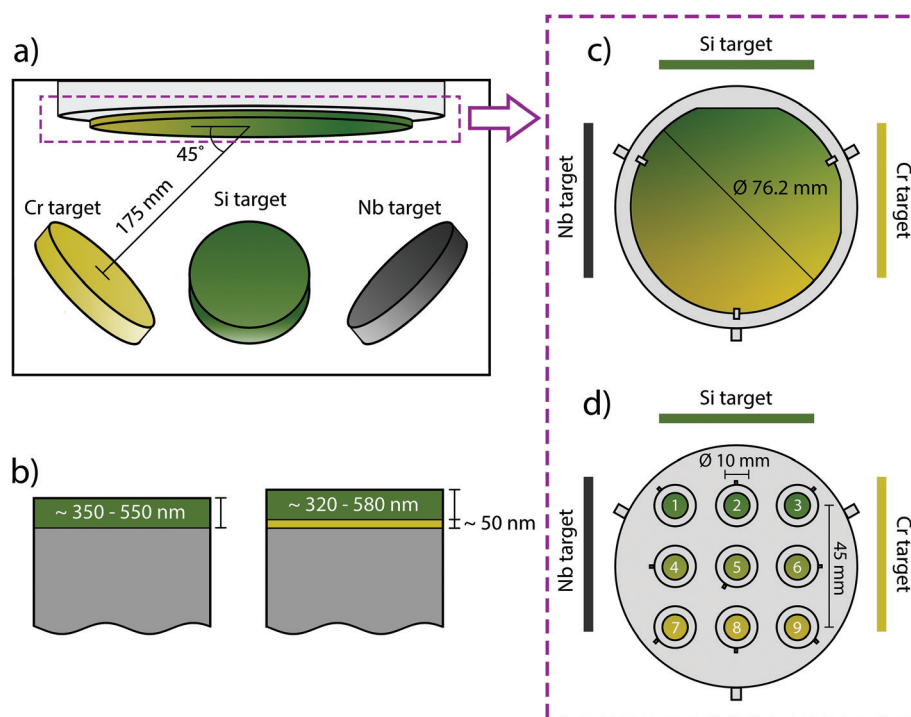 a)
45°
175 mm
Cr target
Si target
Nb target
b)
~ 350 - 550 nm
~ 320 - 580 nm
~ 50 nm
c)
Si target
Nb target
Cr target
Ø 76.2 mm
d)
Si target
Nb target
Cr target
Ø 10 mm
1 2 3
45 mm
4 5 6
7 8 9